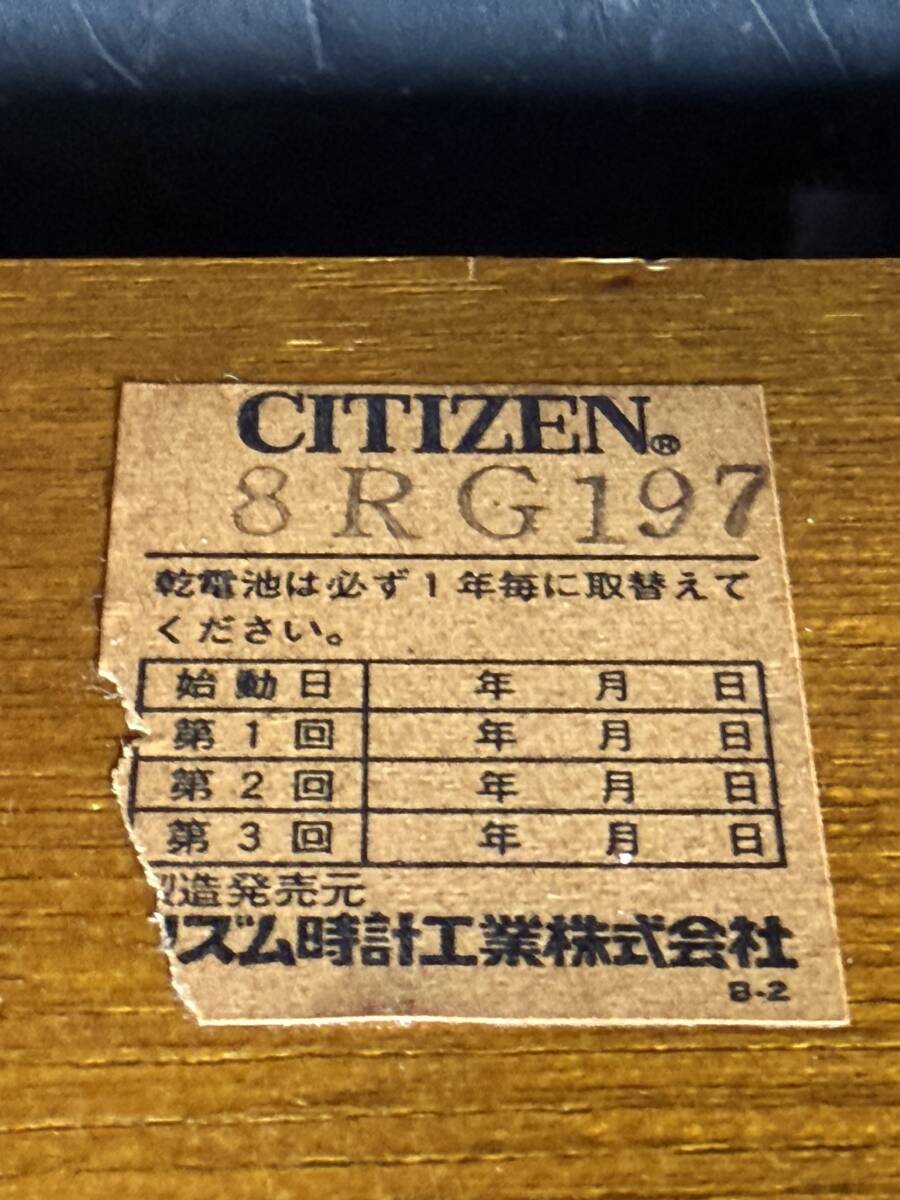 CITIZEN®
8RG197
乾電池は必ず1年毎に取替えて
ください。
始動日 年 月 日
第1回 年 月 日
第2回 年 月 日
第3回 年 月 日
製造発売元
リズム時計工業株式会社
B-2